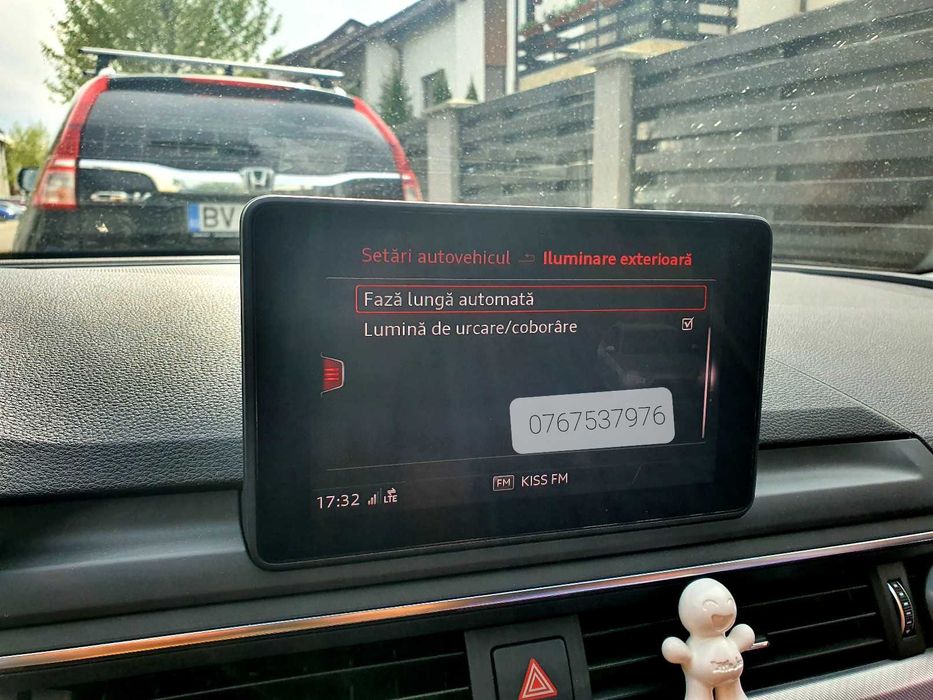 BV
Setări autovehicul Iluminare exterioară
Fază lungă automată
Lumină de urcare/coborâre
0767537976
FM KISS FM
17:32 LTE